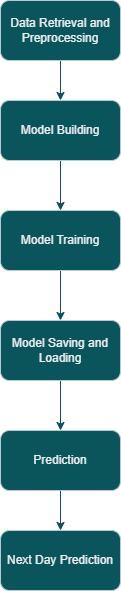 Data Retrieval and
Preprocessing
Model Building
Model Training
Model Saving and
Loading
Prediction
Next Day Prediction